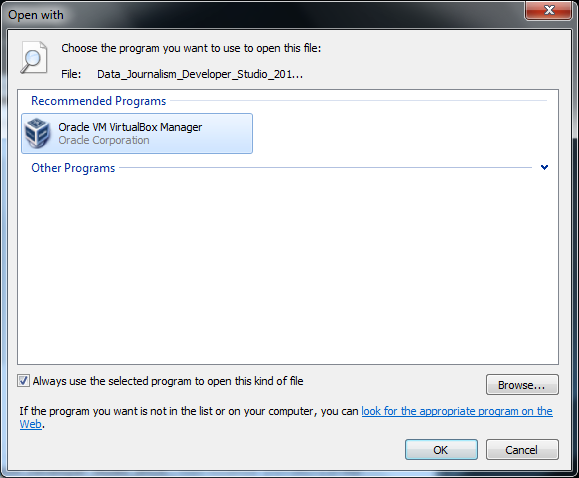 Open with
Choose the program you want to use to open this file:
File: Data_Journalism_Developer_Studio_201...
Recommended Programs
Oracle VM VirtualBox Manager
Oracle Corporation
Other Programs
Always use the selected program to open this kind of file
Browse...
If the program you want is not in the list or on your computer, you can look for the appropriate program on the
Web.
OK Cancel